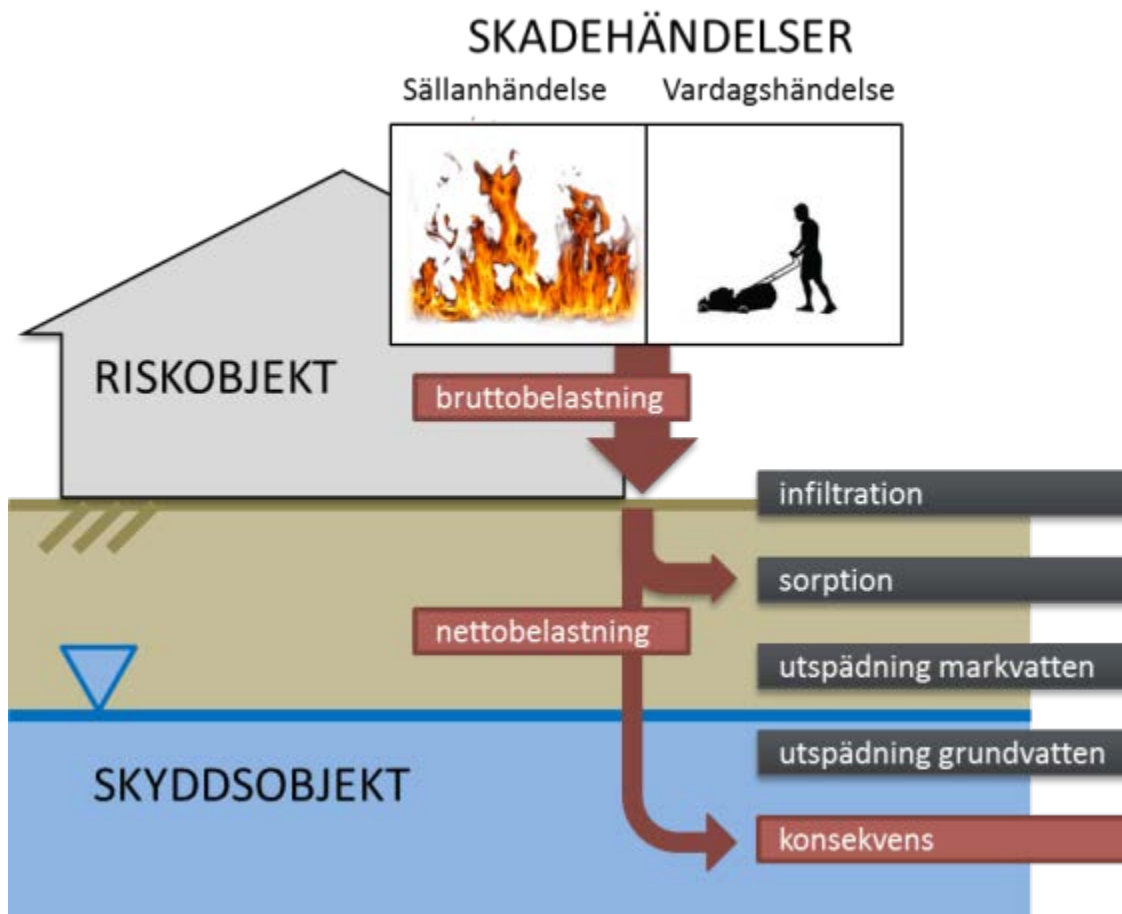 SKADEHÄNDELSER
Sällanhändelse
Vardagshändelse
RISKOBJEKT
bruttobelastning
infiltration
sorption
nettobelastning
utspädning markvatten
utspädning grundvatten
SKYDDSOBJEKT
konsekvens